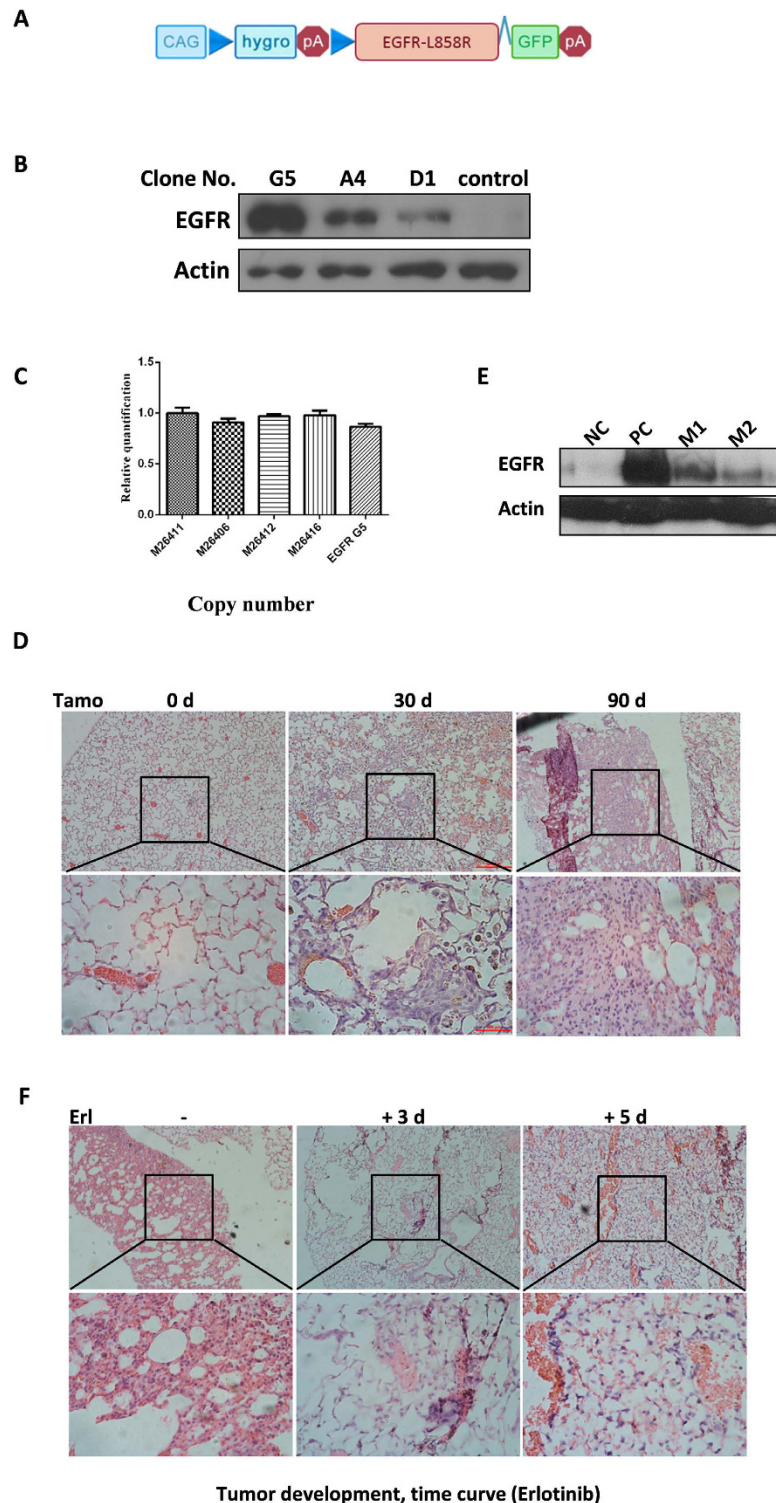 A
CAG hygro pA EGFR-L858R GFP pA
B
Clone No. G5 A4 D1 control
EGFR
Actin
C
Relative quantification
1.5
1.0
0.5
0.0
M26411 M26406 M26412 M26416 EGFR G5
Copy number
E
NC PC M1 M2
EGFR
Actin
D
Tamo 0 d 30 d 90 d
F
Erl - + 3 d + 5 d
Tumor development, time curve (Erlotinib)